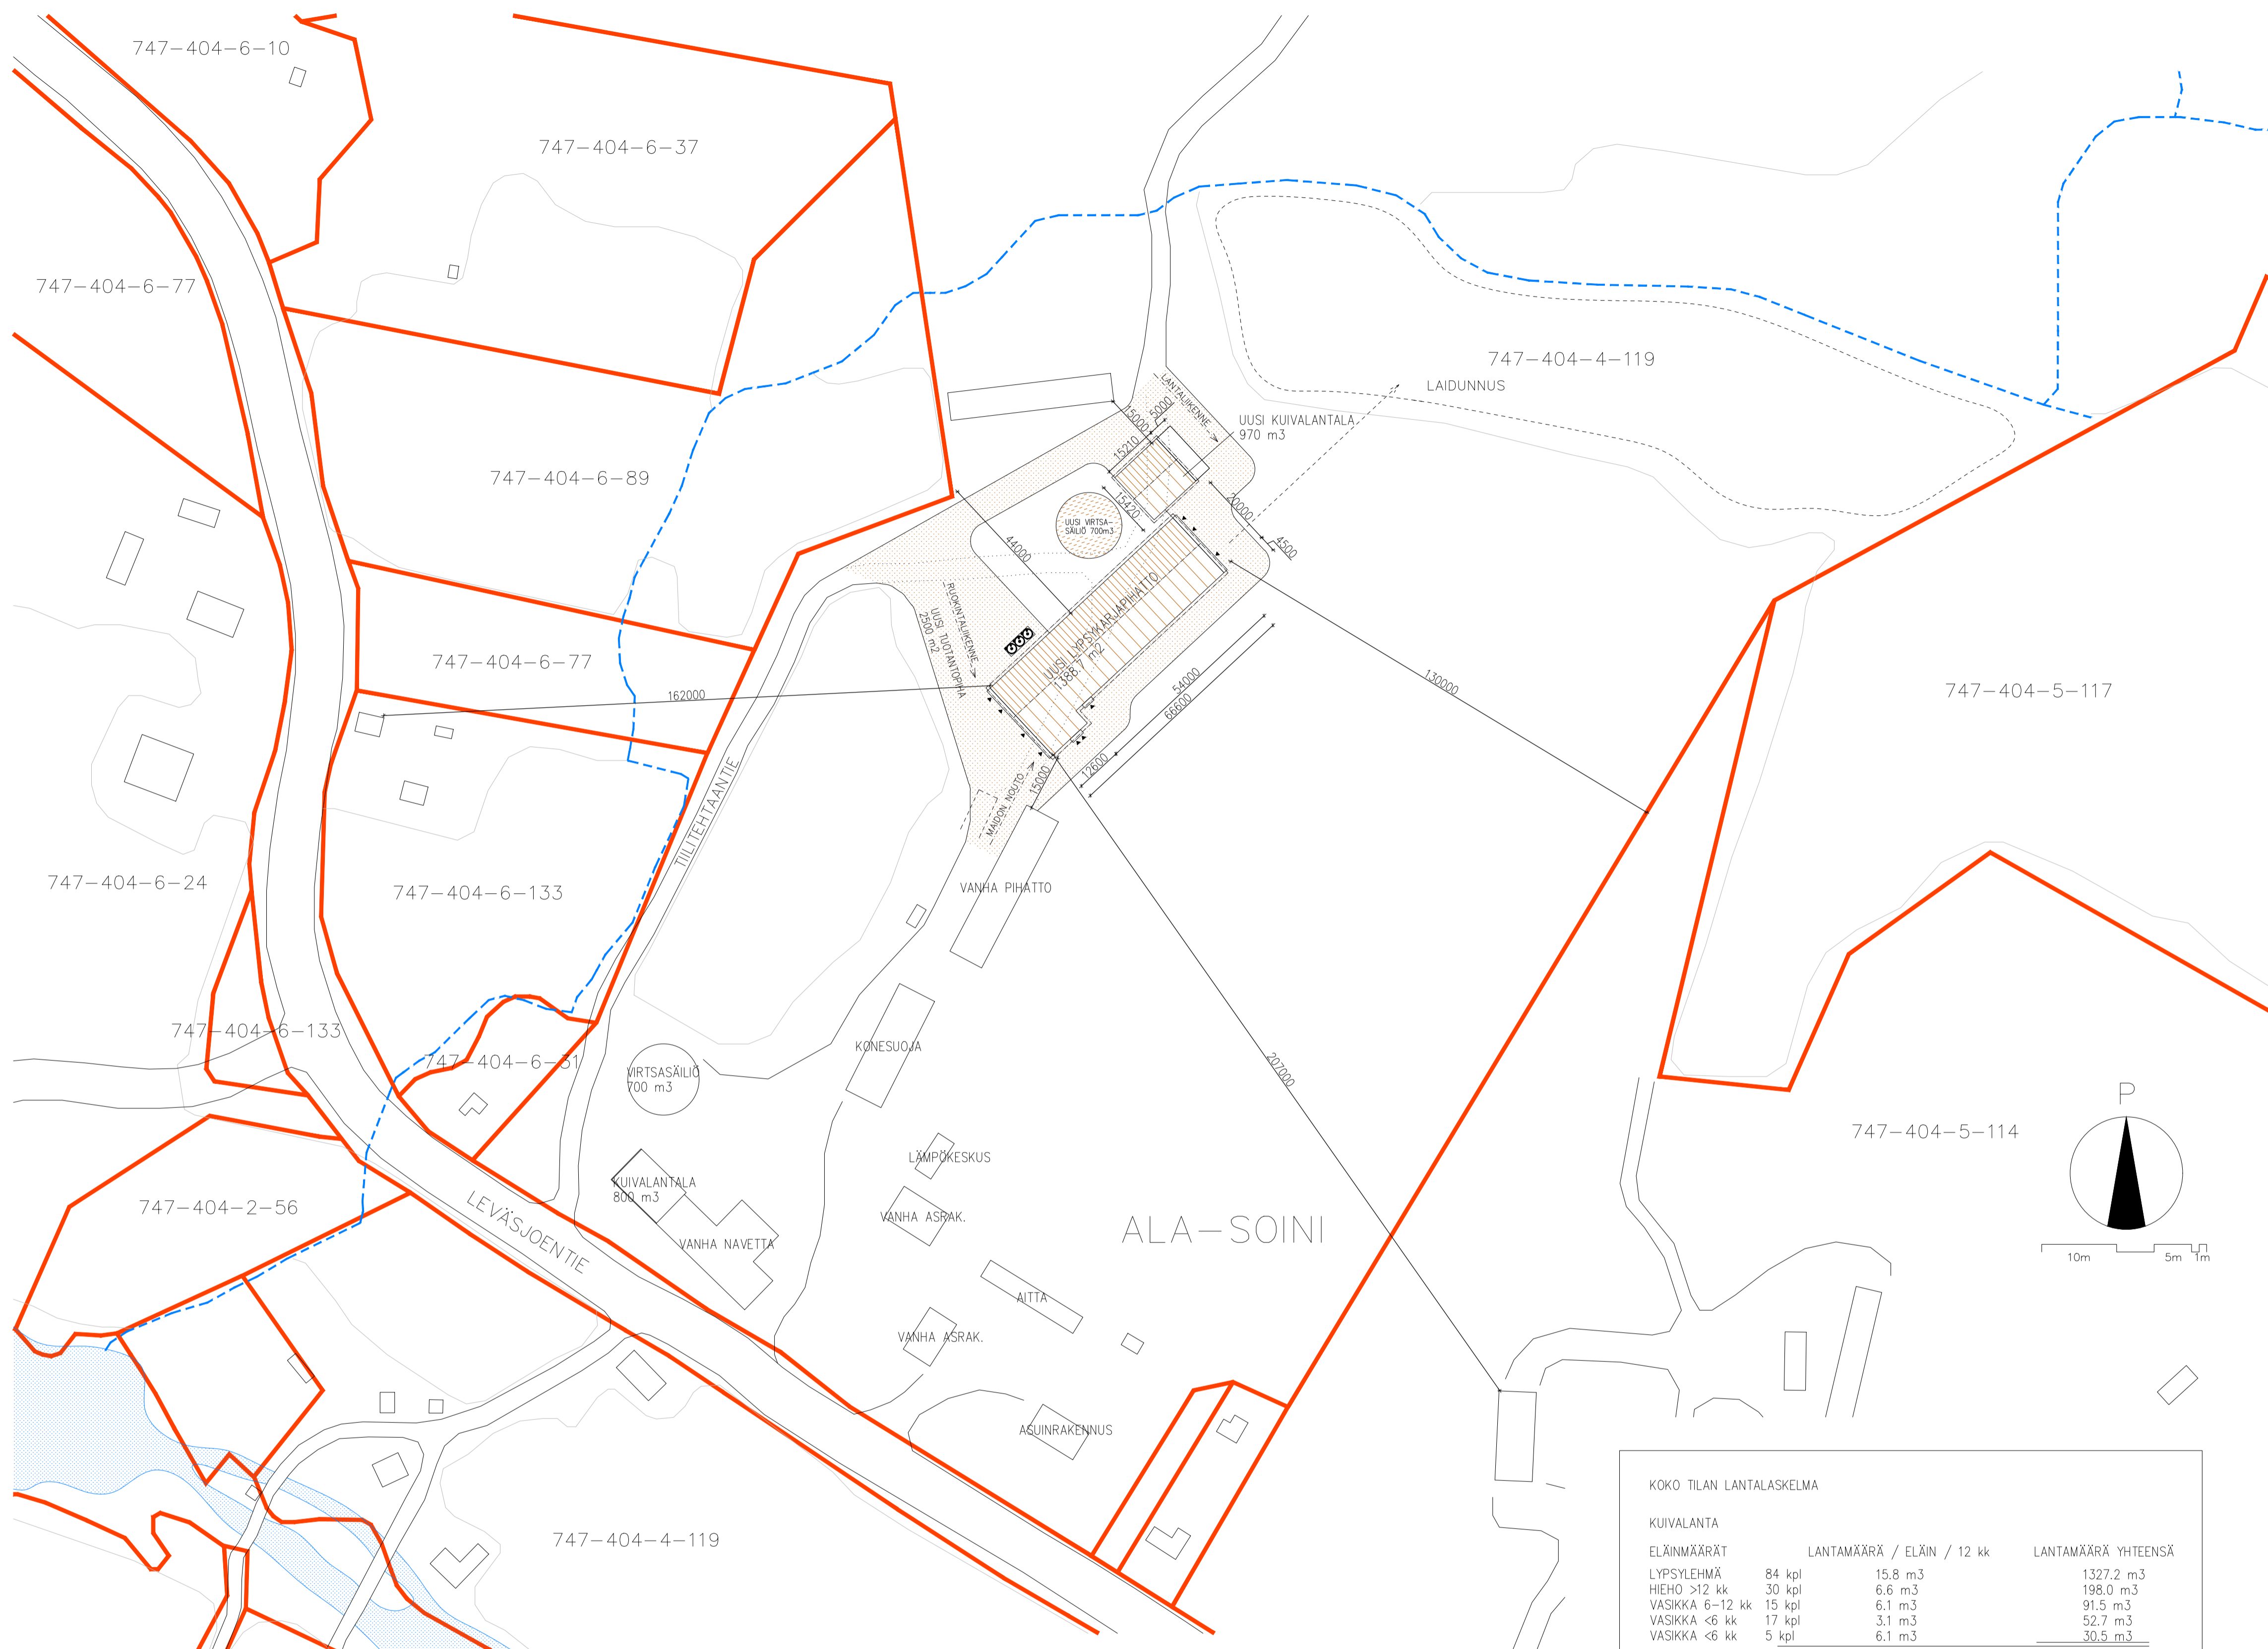 747-404-6-10
747-404-6-37
747-404-6-77
747-404-4-119
LAIDUNNUS
LANTALIIKENNE
5000
15000
15210
UUSI KUIVALANTALA
970 m3
747-404-6-89
15420
20000
4500
UUSI VIRTSA-
SÄILIÖ 700m3
44000
RUOKINTALIIKENNE
UUSI TUOTANTOPIHA
2500 m2
UUSI LYPSYKARJAPIHATTO
1388.7 m2
747-404-6-77
162000
54000
66600
12600
15000
130000
747-404-5-117
MAIDON NOUTO
TIILITEHTAANTIE
747-404-6-24
747-404-6-133
VANHA PIHATTO
747-404-6-133
747-404-6-31
KONESUOJA
VIRTSASÄILIÖ
700 m3
207000
P
747-404-5-114
LÄMPÖKESKUS
KUIVALANTALA
800 m3
VANHA ASRAK.
747-404-2-56
LEVÄSJOENTIE
VANHA NAVETTA
ALA-SOINI
10m 5m 1m
AITTA
VANHA ASRAK.
ASUINRAKENNUS
747-404-4-119
KOKO TILAN LANTALASKELMA
KUIVALANTA
ELÄINMÄÄRÄT LANTAMÄÄRÄ / ELÄIN / 12 kk LANTAMÄÄRÄ YHTEENSÄ
LYPSYLEHMÄ 84 kpl 15.8 m3 1327.2 m3
HIEHO >12 kk 30 kpl 6.6 m3 198.0 m3
VASIKKA 6-12 kk 15 kpl 6.1 m3 91.5 m3
VASIKKA <6 kk 17 kpl 3.1 m3 52.7 m3
VASIKKA <6 kk 5 kpl 6.1 m3 30.5 m3